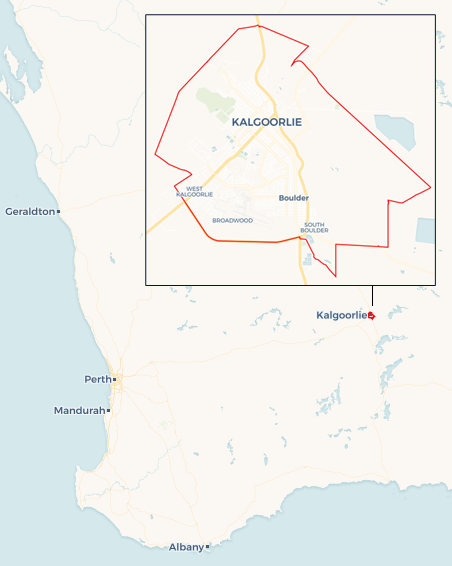 KALGOORLIE
WEST
KALGOORLIE
Boulder
BROADWOOD
SOUTH
BOULDER
Geraldton
Kalgoorlie
Perth
Mandurah
Albany